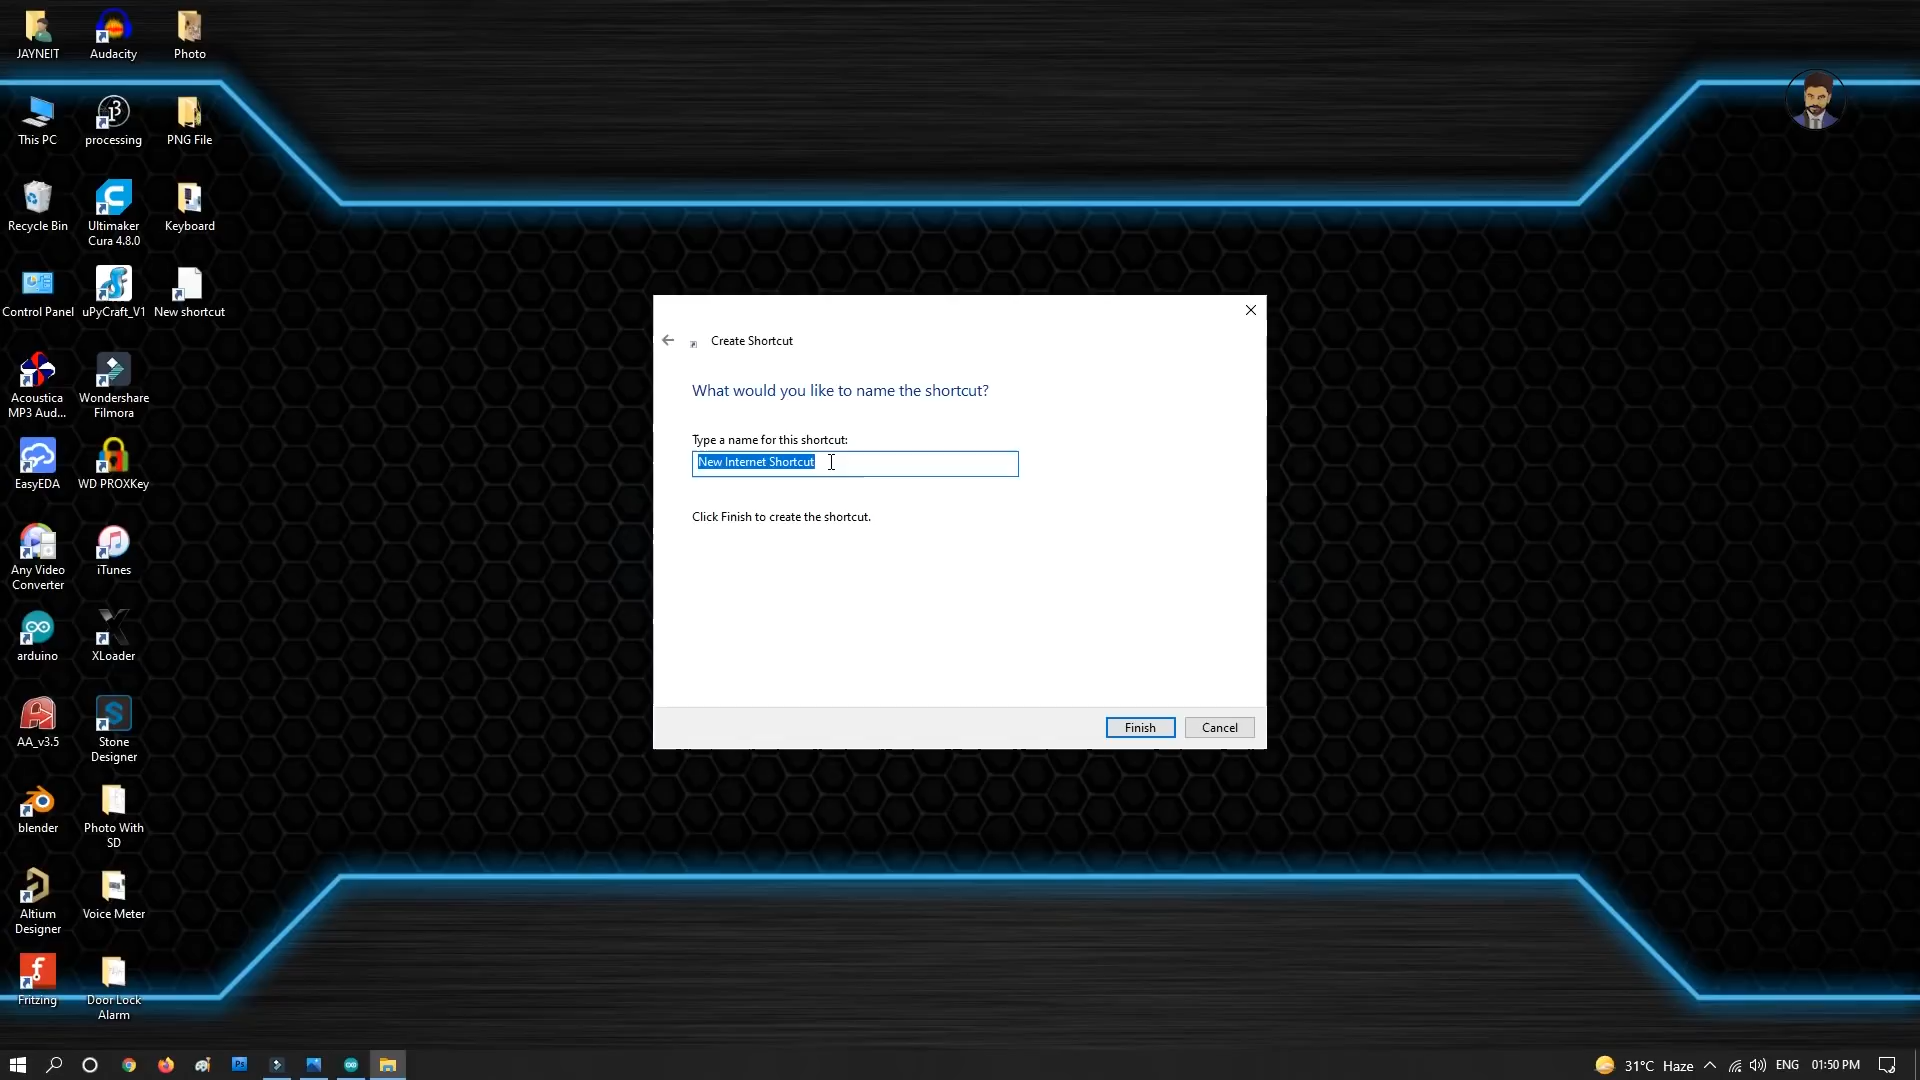 JAYNEIT
Audacity
Photo
This PC
processing
PNG File
Recycle Bin
Ultimaker
Cura 4.8.0
Keyboard
Control Panel
uPyCraft_V1
New shortcut
Acoustica
MP3 Aud...
Wondershare
Filmora
EasyEDA
WD PROXKey
Any Video
Converter
iTunes
arduino
XLoader
AA_v3.5
Stone
Designer
blender
Photo With
SD
Altium
Designer
Voice Meter
Fritzing
Door Lock
Alarm
Create Shortcut
What would you like to name the shortcut?
Type a name for this shortcut:
New Internet Shortcut
Click Finish to create the shortcut.
Finish
Cancel
Ps
31°C Haze
ENG
01:50 PM